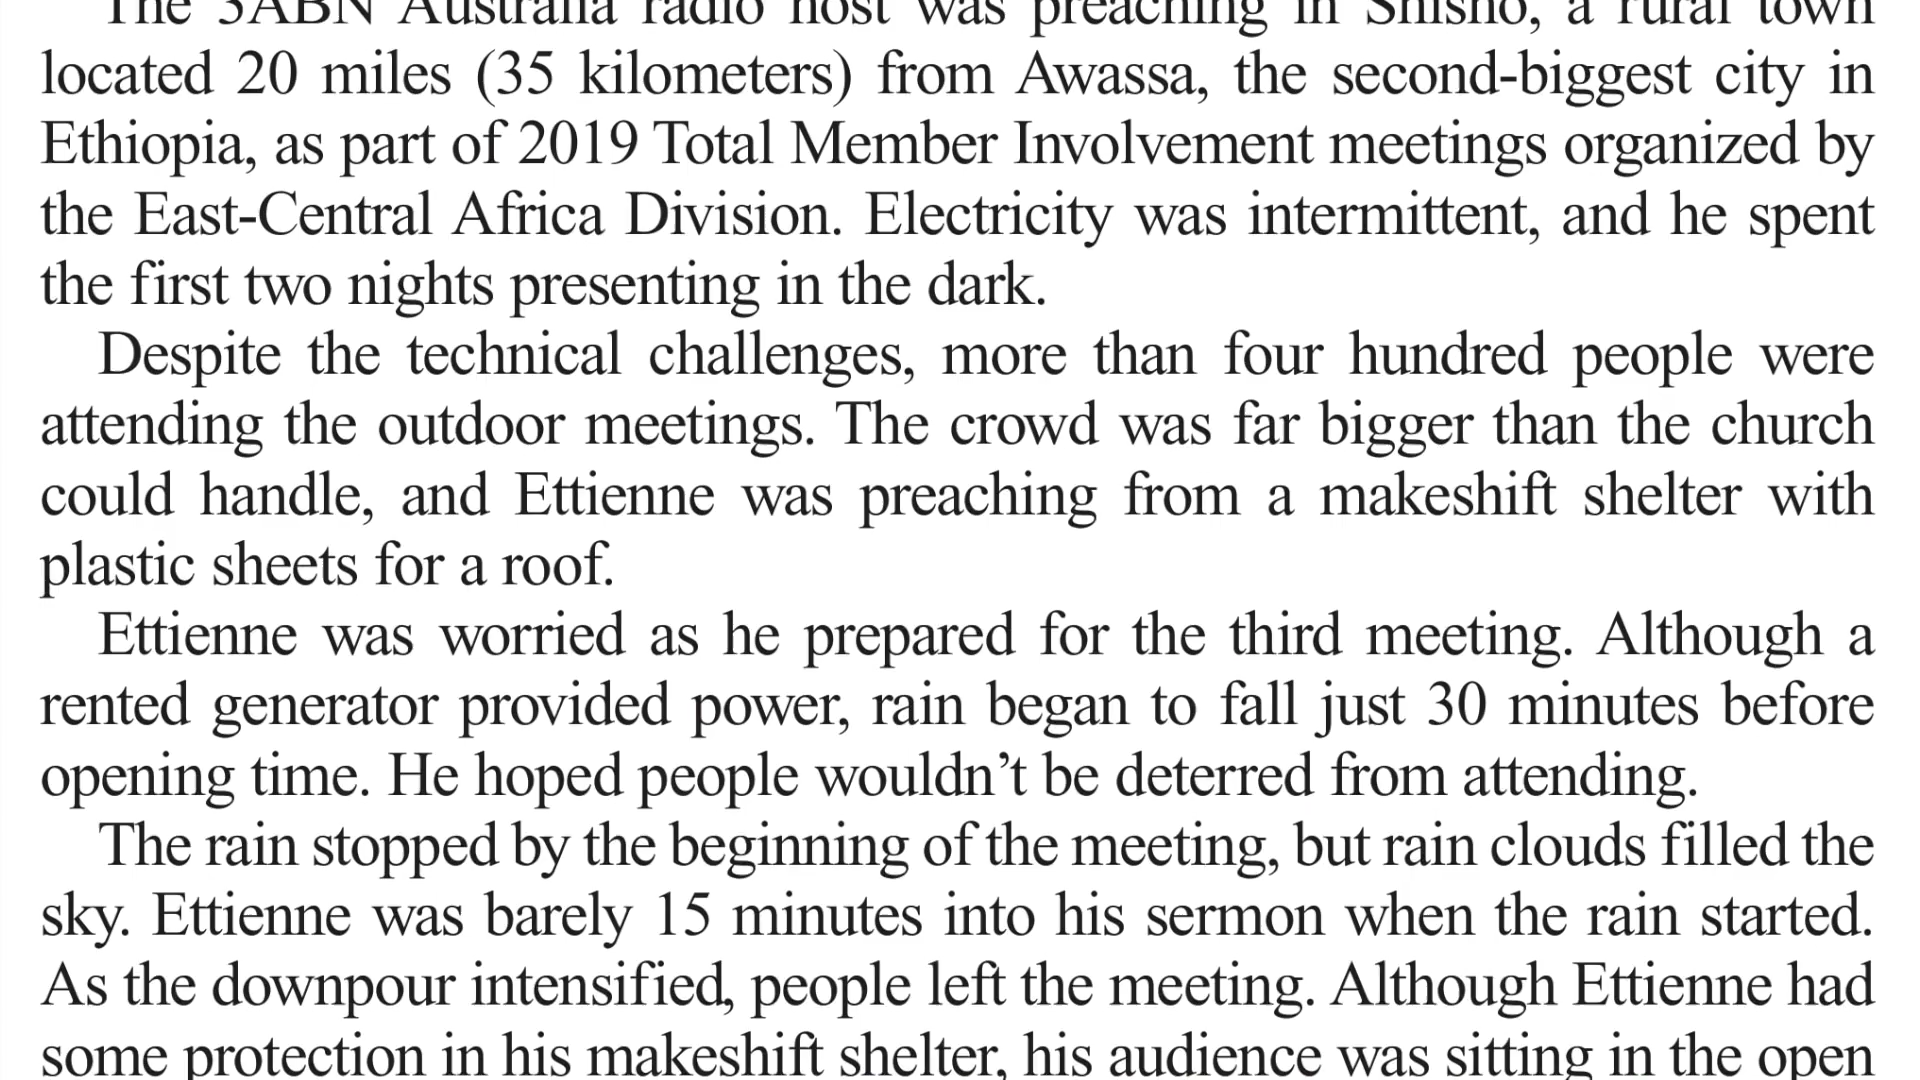 The 3ABN Australia radio host was preaching in Shisho, a rural town
located 20 miles (35 kilometers) from Awassa, the second-biggest city in
Ethiopia, as part of 2019 Total Member Involvement meetings organized by
the East-Central Africa Division. Electricity was intermittent, and he spent
the first two nights presenting in the dark.
Despite the technical challenges, more than four hundred people were
attending the outdoor meetings. The crowd was far bigger than the church
could handle, and Ettienne was preaching from a makeshift shelter with
plastic sheets for a roof.
Ettienne was worried as he prepared for the third meeting. Although a
rented generator provided power, rain began to fall just 30 minutes before
opening time. He hoped people wouldn’t be deterred from attending.
The rain stopped by the beginning of the meeting, but rain clouds filled the
sky. Ettienne was barely 15 minutes into his sermon when the rain started.
As the downpour intensified, people left the meeting. Although Ettienne had
some protection in his makeshift shelter, his audience was sitting in the open